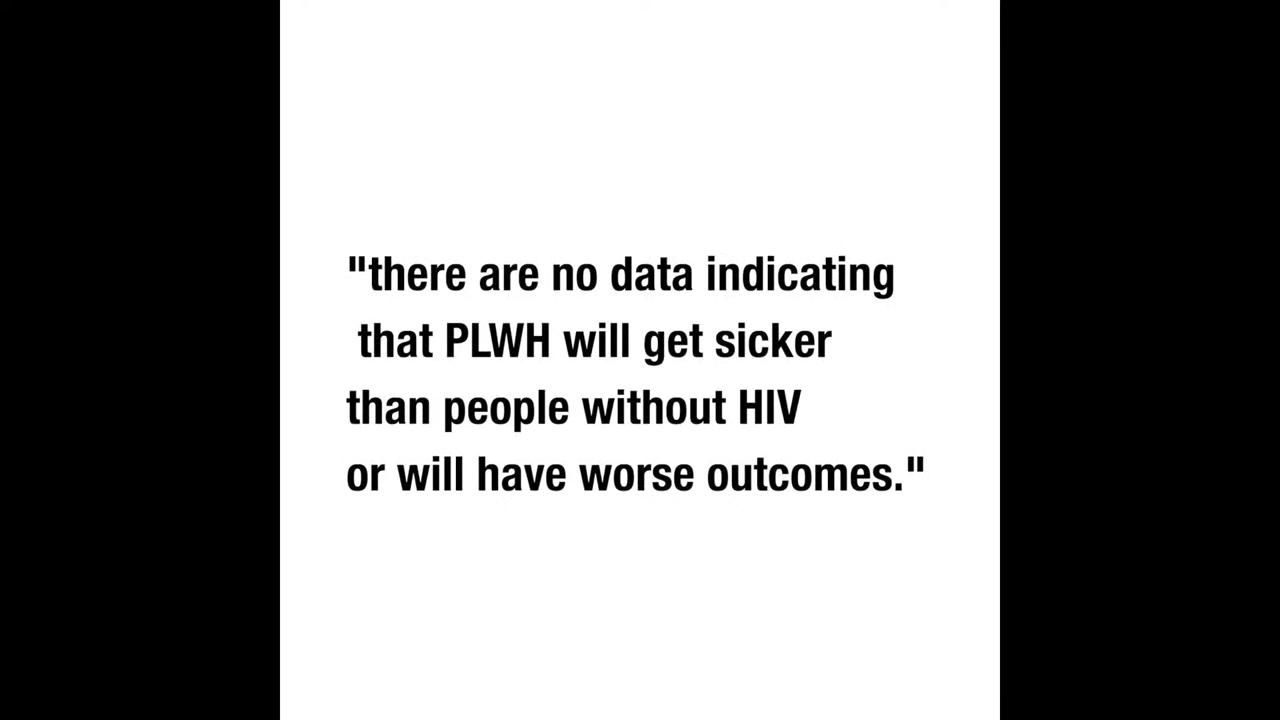 "there are no data indicating
that PLWH will get sicker
than people without HIV
or will have worse outcomes."